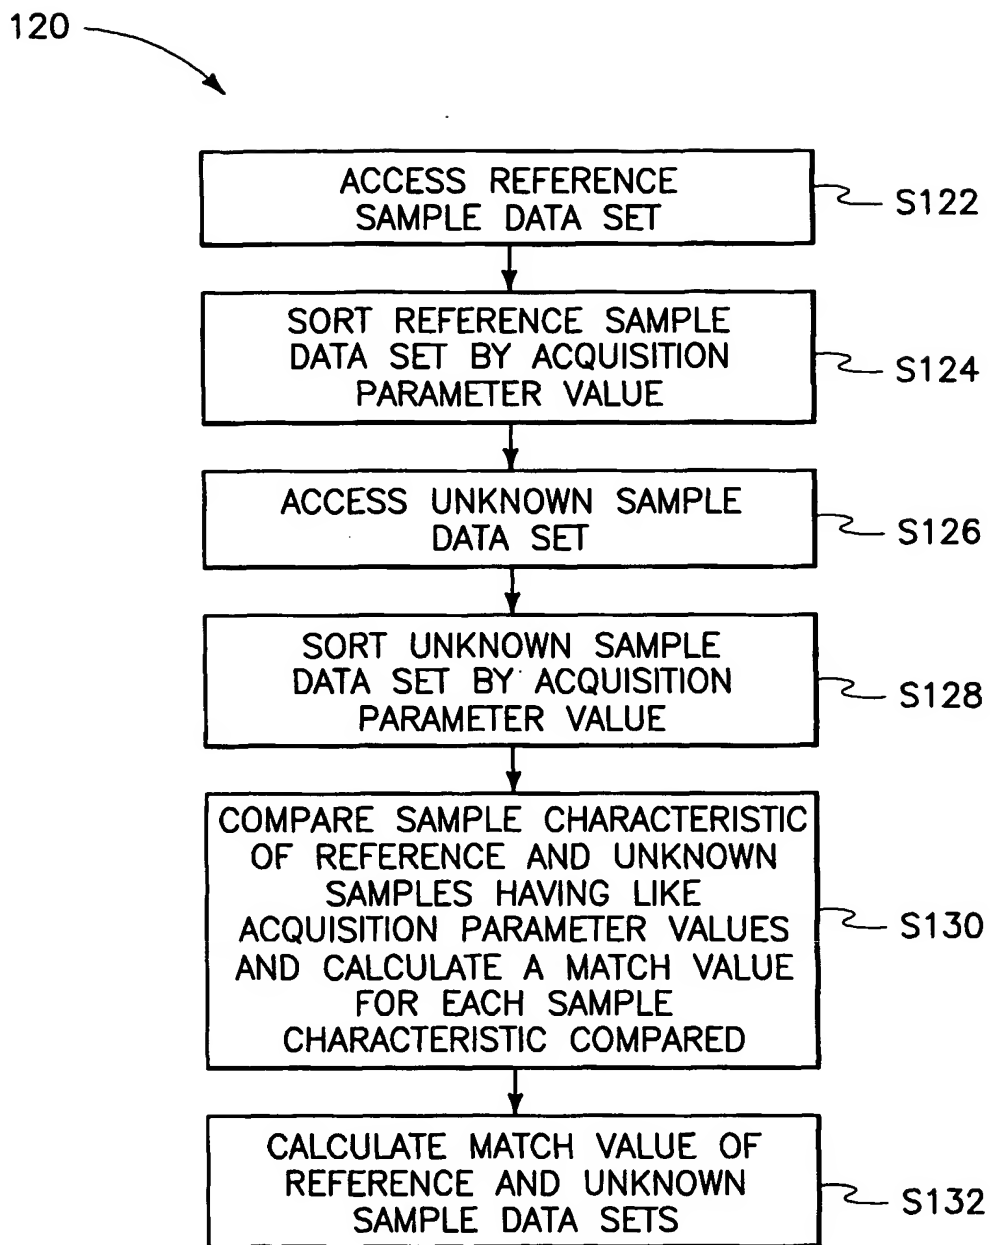 120
ACCESS REFERENCE
SAMPLE DATA SET
S122
SORT REFERENCE SAMPLE
DATA SET BY ACQUISITION
PARAMETER VALUE
S124
ACCESS UNKNOWN SAMPLE
DATA SET
S126
SORT UNKNOWN SAMPLE
DATA SET BY ACQUISITION
PARAMETER VALUE
S128
COMPARE SAMPLE CHARACTERISTIC
OF REFERENCE AND UNKNOWN
SAMPLES HAVING LIKE
ACQUISITION PARAMETER VALUES
AND CALCULATE A MATCH VALUE
FOR EACH SAMPLE
CHARACTERISTIC COMPARED
S130
CALCULATE MATCH VALUE OF
REFERENCE AND UNKNOWN
SAMPLE DATA SETS
S132